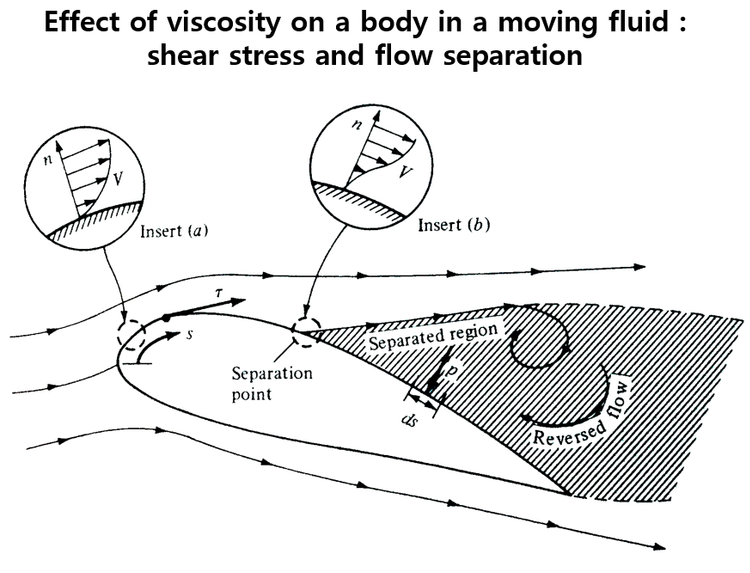 Effect of viscosity on a body in a moving fluid :
shear stress and flow separation
n
V
Insert (a)
n
V
Insert (b)
τ
s
Separation
point
Separated region
p
ds
Reversed flow